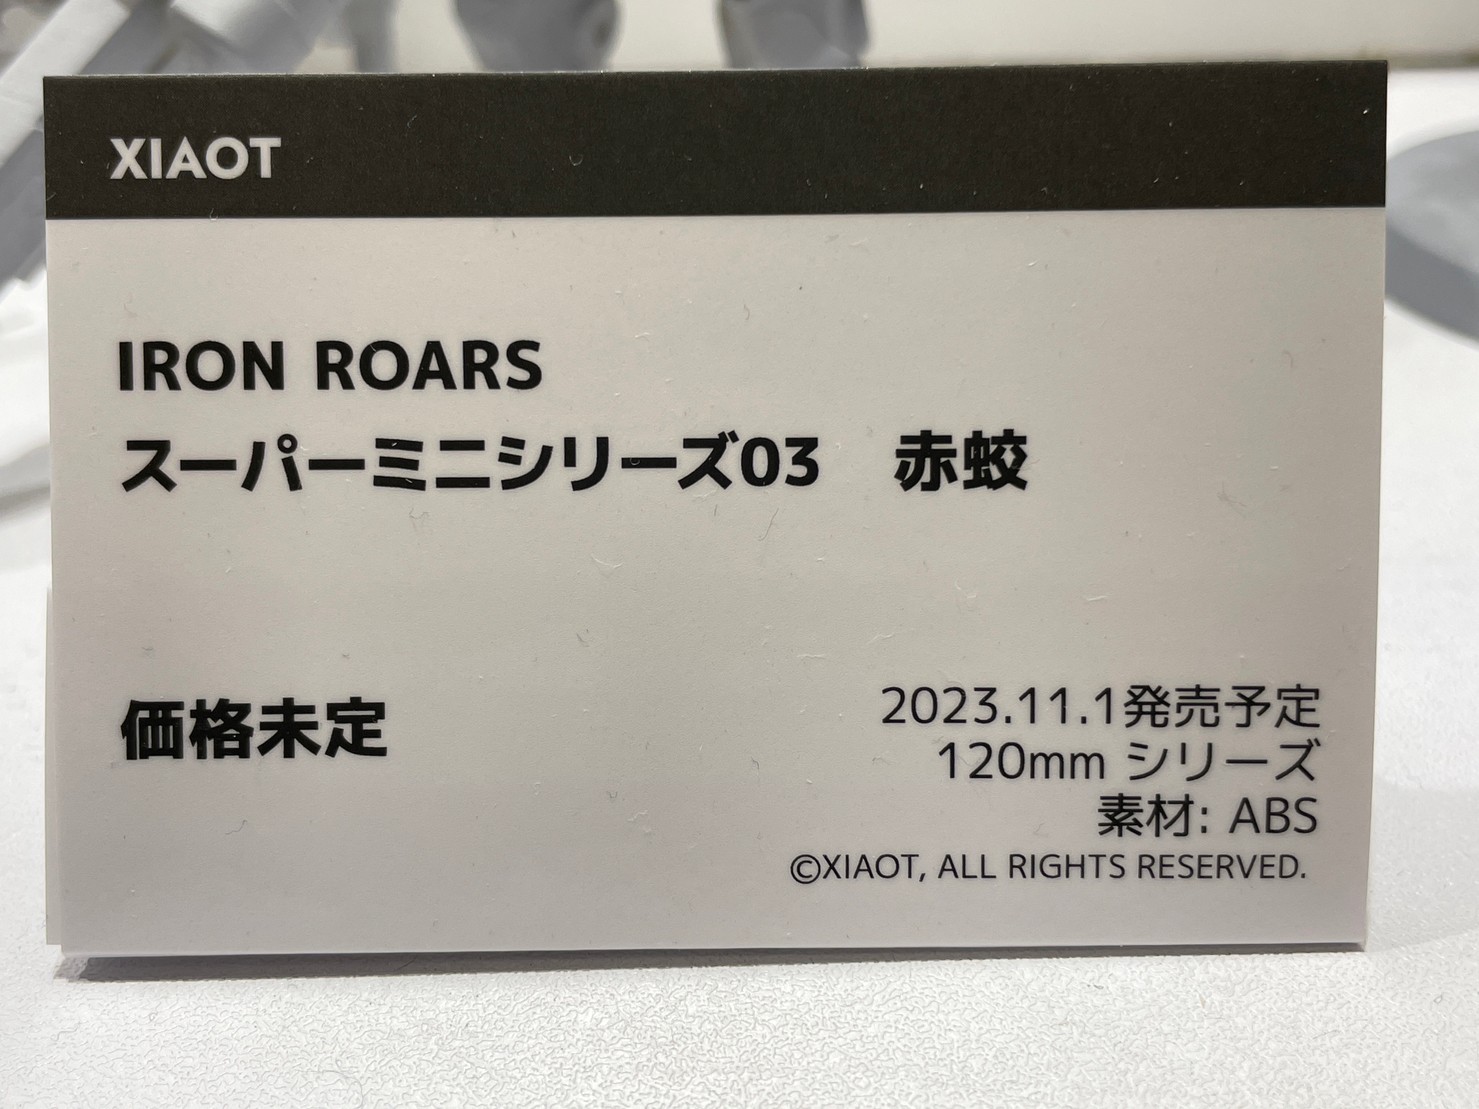 XIAOT
IRON ROARS
スーパーミニシリーズ03　赤蛟
価格未定
2023.11.1発売予定
120mm シリーズ
素材: ABS
©XIAOT, ALL RIGHTS RESERVED.